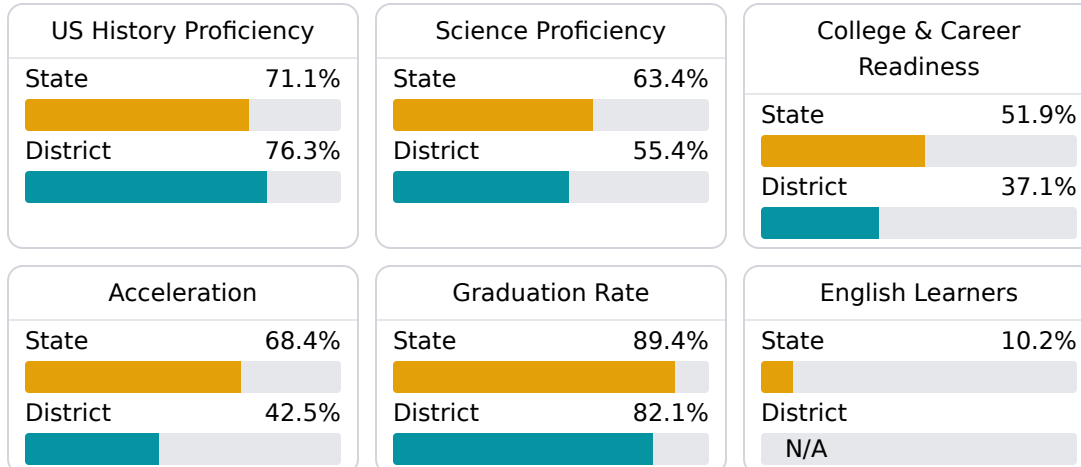 US History Proficiency
State 71.1%
District 76.3%
Science Proficiency
State 63.4%
District 55.4%
College & Career
Readiness
State 51.9%
District 37.1%
Acceleration
State 68.4%
District 42.5%
Graduation Rate
State 89.4%
District 82.1%
English Learners
State 10.2%
District
N/A